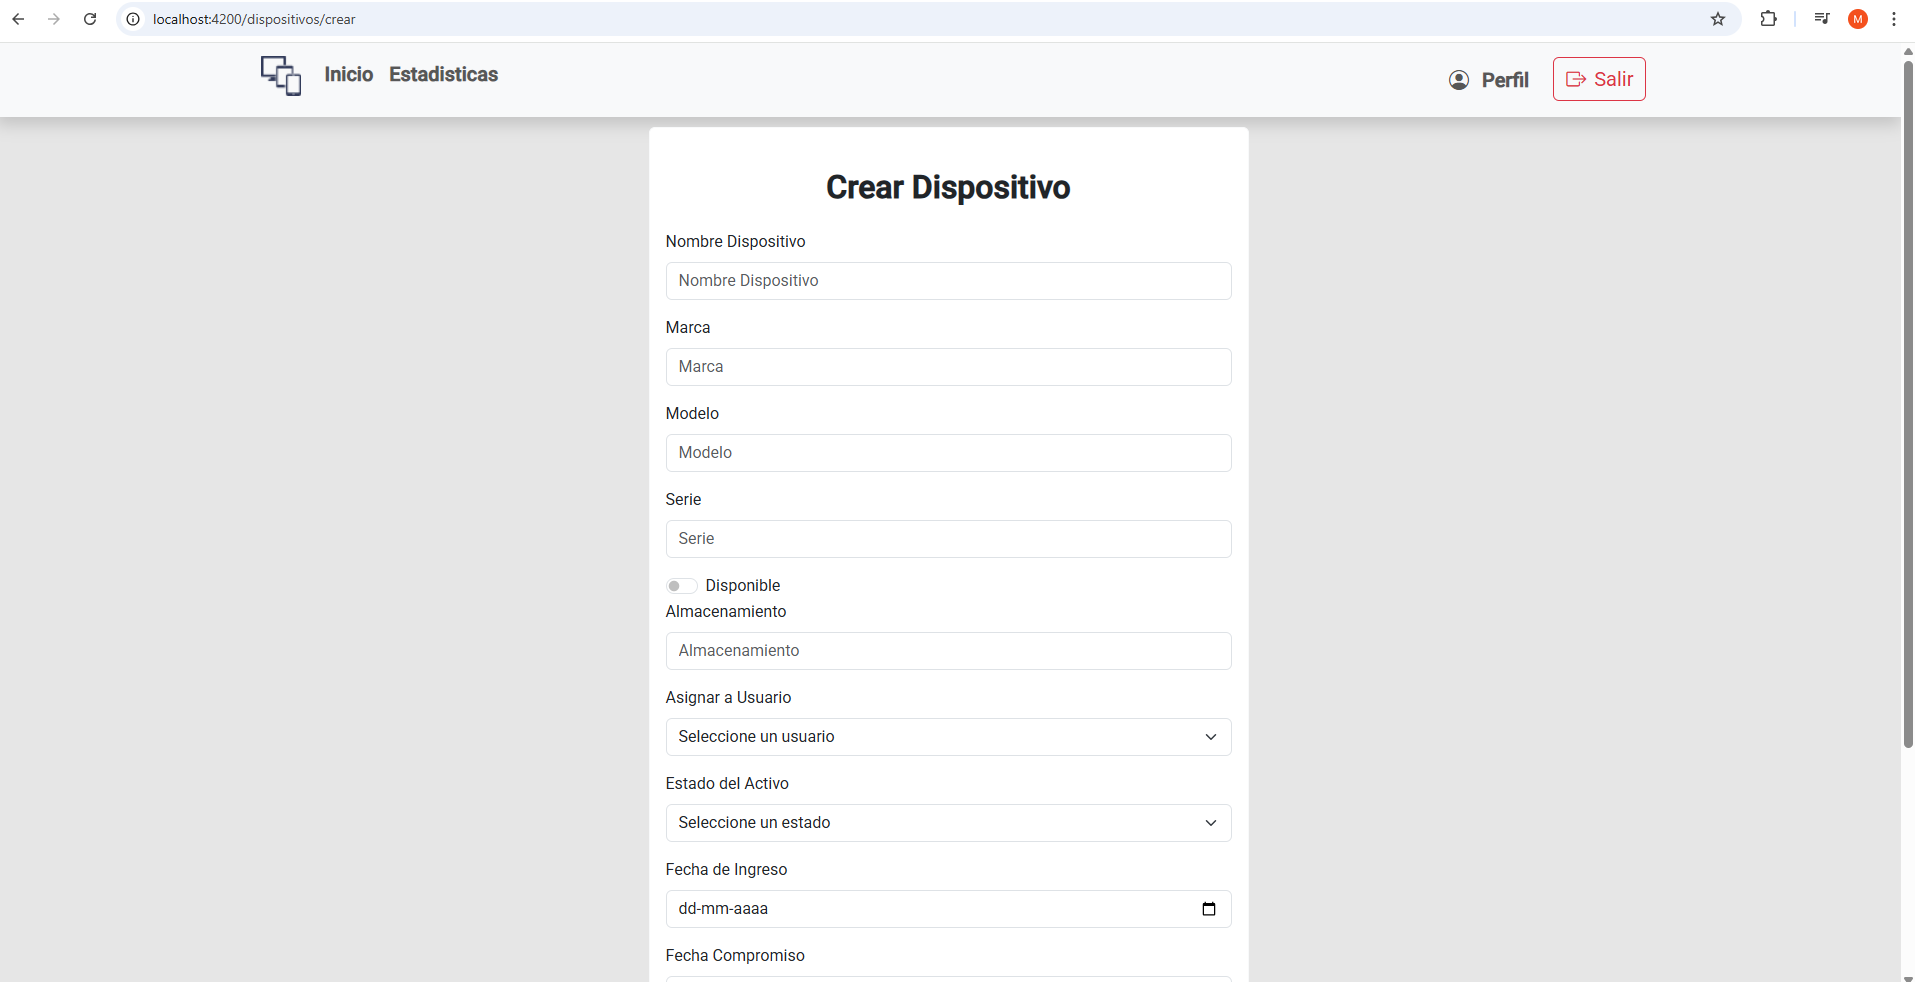 localhost:4200/dispositivos/crear
M
Inicio Estadisticas
Perfil Salir
Crear Dispositivo
Nombre Dispositivo
Nombre Dispositivo
Marca
Marca
Modelo
Modelo
Serie
Serie
Disponible
Almacenamiento
Almacenamiento
Asignar a Usuario
Seleccione un usuario
Estado del Activo
Seleccione un estado
Fecha de Ingreso
dd-mm-aaaa
Fecha Compromiso